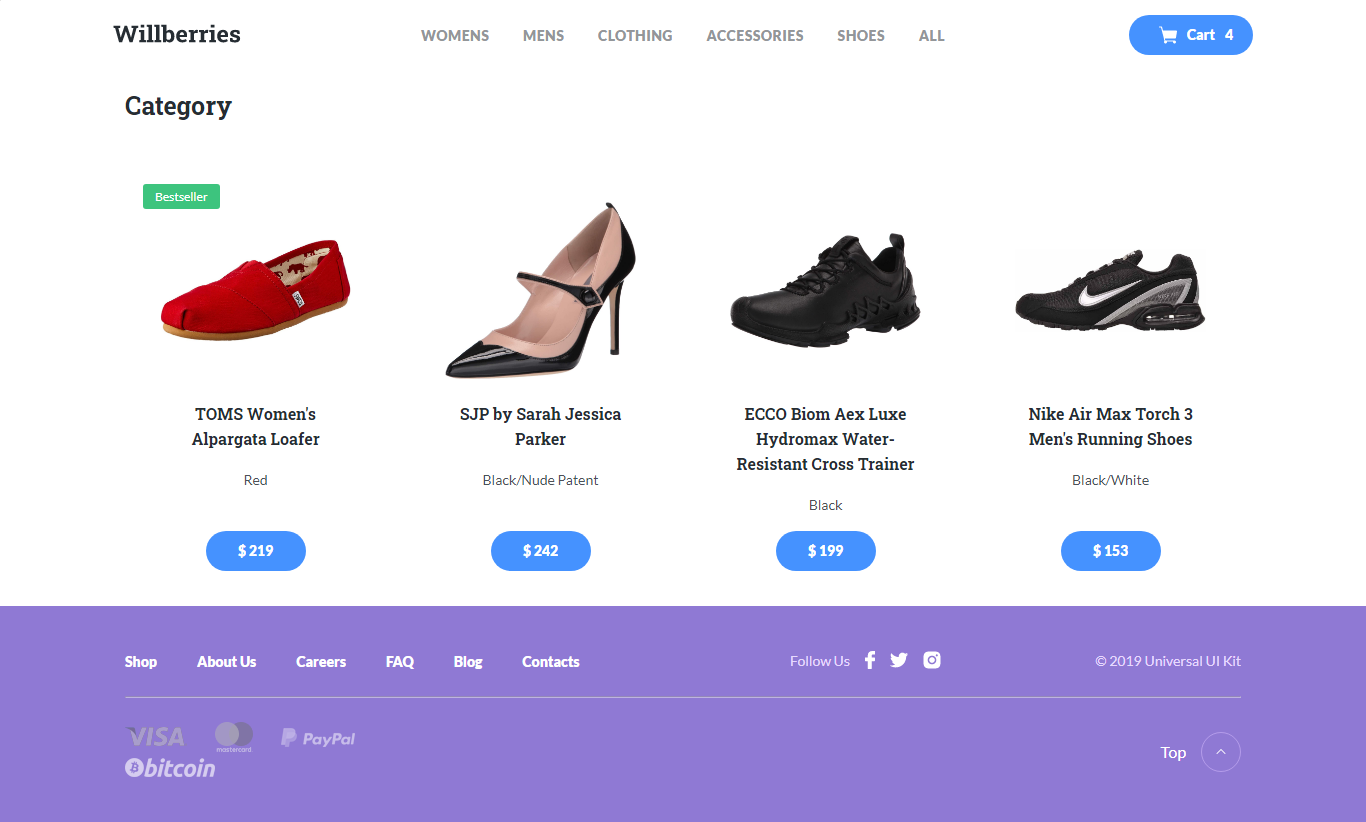 Willberries
WOMENS
MENS
CLOTHING
ACCESSORIES
SHOES
ALL
Cart 4
Category
Bestseller
TOMS
TOMS Women's
Alpargata Loafer
Red
$ 219
SJP by Sarah Jessica
Parker
Black/Nude Patent
$ 242
ECCO Biom Aex Luxe
Hydromax Water-
Resistant Cross Trainer
Black
$ 199
Nike Air Max Torch 3
Men's Running Shoes
Black/White
$ 153
Shop
About Us
Careers
FAQ
Blog
Contacts
Follow Us
© 2019 Universal UI Kit
VISA
mastercard
PayPal
bitcoin
Top